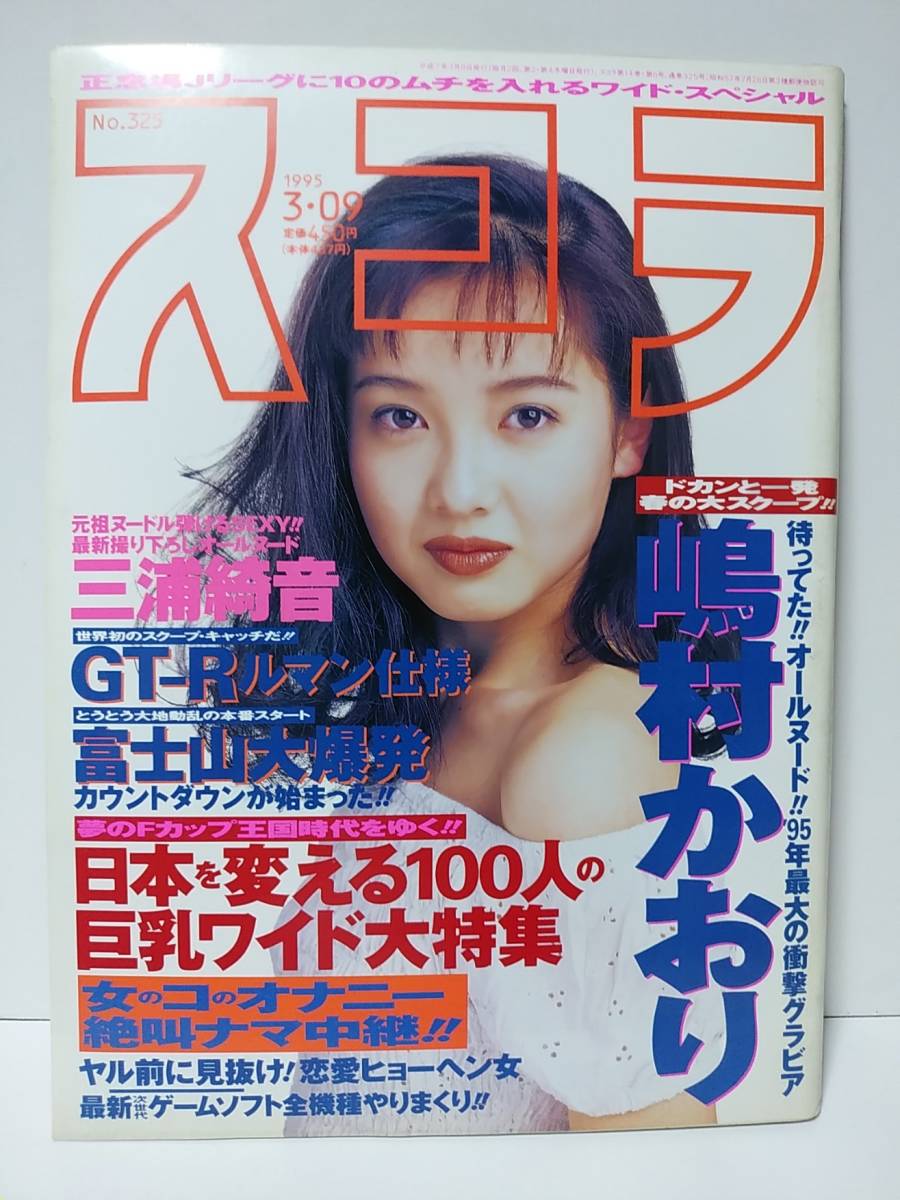 正念場Jリーグに10のムチを入れるワイド・スペシャル
No.325
スコラ
1995
3・09
定価450円
(本体437円)
ドカンと一発
春の大スクープ!!
待ってた!!オールヌード!!'95年最大の衝撃グラビア
嶋村かおり
元祖ヌードル弾けるSEXY!!
最新撮り下ろしオールヌード
三浦綺音
世界初のスクープ・キャッチだ!!
GT-Rルマン仕様
とうとう大地動乱の本番スタート
富士山大爆発
カウントダウンが始まった!!
夢のFカップ王国時代をゆく!!
日本を変える100人の
巨乳ワイド大特集
女のコのオナニー
絶叫ナマ中継!!
ヤル前に見抜け!恋愛ヒョーヘン女
最新次世代ゲームソフト全機種やりまくり!!